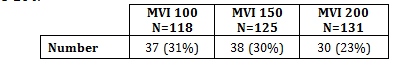 MVI 100 MVI 150 MVI 200
N=118 N=125 N=131
Number 37 (31%) 38 (30%) 30 (23%)